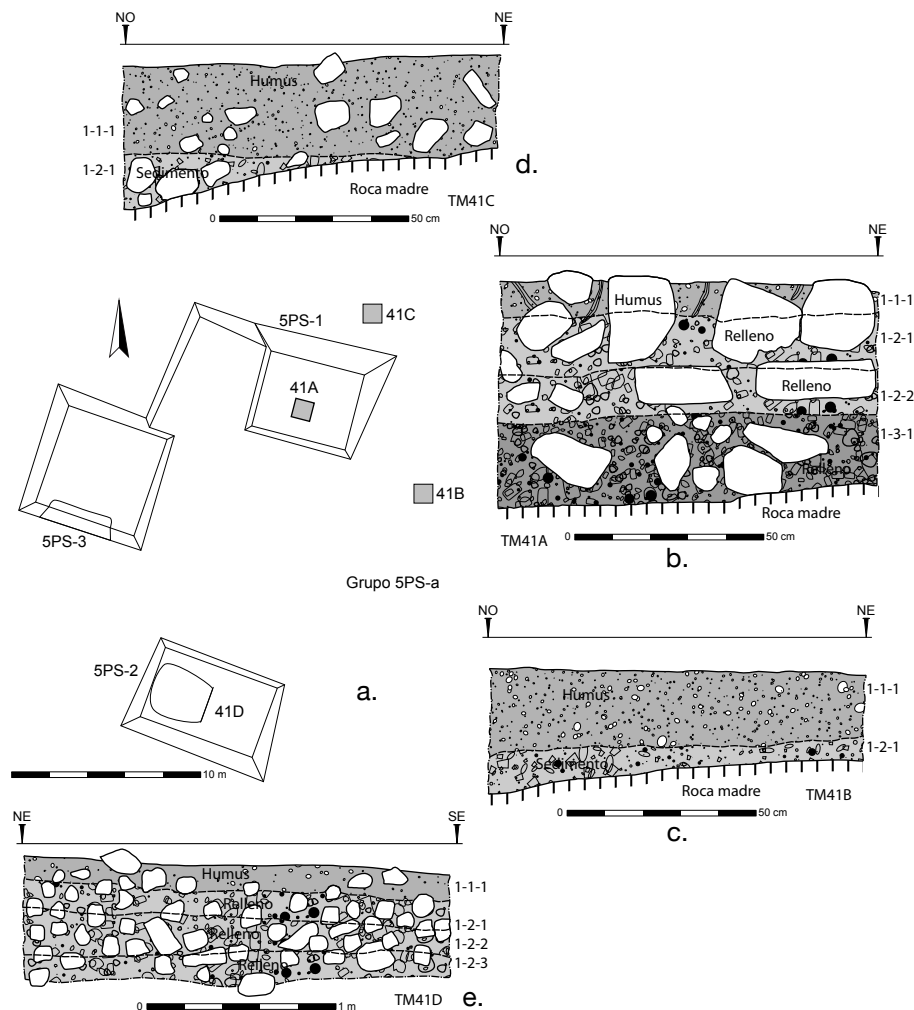 NO NE
Humus
1-1-1
1-2-1
Sedimento
Roca madre
TM41C
0 50 cm
d.
NO NE
Humus
1-1-1
Relleno
1-2-1
Relleno
1-2-2
1-3-1
Relleno
Roca madre
TM41A
0 50 cm
b.
5PS-1
41C
41A
41B
5PS-3
Grupo 5PS-a
5PS-2
41D
a.
10 m
NO NE
Humus
1-1-1
1-2-1
Sedimento
Roca madre
TM41B
0 50 cm
c.
NE SE
Humus
1-1-1
Relleno
1-2-1
Relleno
1-2-2
Relleno
1-2-3
TM41D
0 1 m
e.